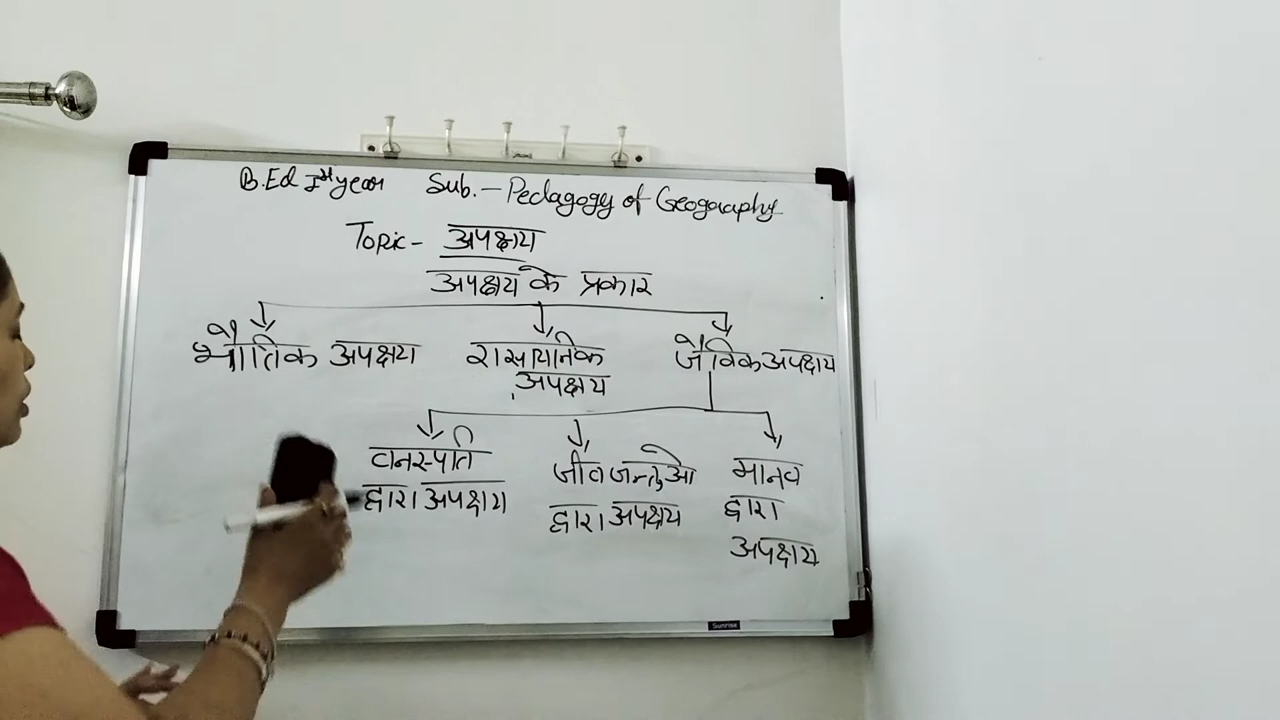 B.Ed Ist year Sub.- Pedagogy of Geography
Topic- अपक्षय
अपक्षय के प्रकार
भौतिक अपक्षय रासायनिक अपक्षय जैविक अपक्षय
वनस्पति द्वारा अपक्षय जीव जन्तुओ द्वारा अपक्षय मानव द्वारा अपक्षय
Sunrise